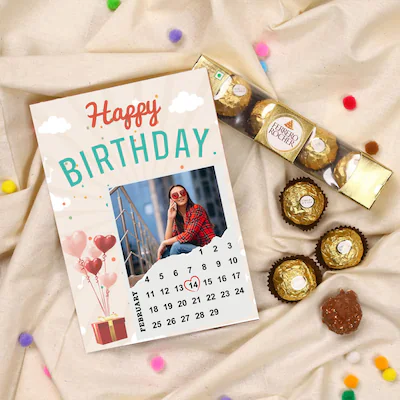 Happy
BIRTHDAY
FERRERO
ROCHER
FEBRUARY
1 2 3
4 5 6 7 8 9 10
11 12 13 14 15 16 17
18 19 20 21 22 23 24
25 26 27 28 29